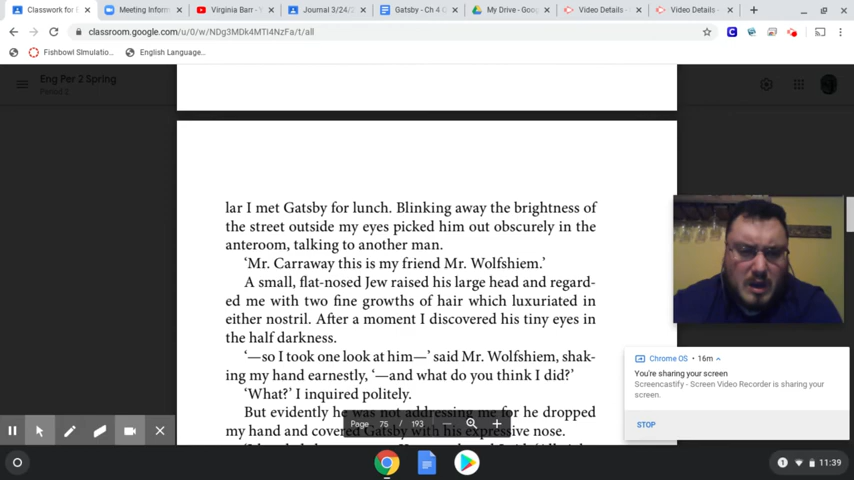 Classwork for E
Meeting Inform
Virginia Barr - Y
Journal 3/24/2
Gatsby - Ch 4 Q
My Drive - Goo
Video Details -
Video Details -
classroom.google.com/u/0/w/NDg3MDk4MTI4NzFa/t/all
Fishbowl SImulatio...
English Language...
Eng Per 2 Spring
Period 2
lar I met Gatsby for lunch. Blinking away the brightness of
the street outside my eyes picked him out obscurely in the
anteroom, talking to another man.
‘Mr. Carraway this is my friend Mr. Wolfshiem.’
A small, flat-nosed Jew raised his large head and regard-
ed me with two fine growths of hair which luxuriated in
either nostril. After a moment I discovered his tiny eyes in
the half darkness.
‘—so I took one look at him—’ said Mr. Wolfshiem, shak-
ing my hand earnestly, ‘—and what do you think I did?’
‘What?’ I inquired politely.
But evidently he was not addressing me for he dropped
my hand and covered Gatsby with his expressive nose.
Page 75 / 193
Chrome OS • 16m
You're sharing your screen
Screencastify - Screen Video Recorder is sharing your
screen.
STOP
1
11:39